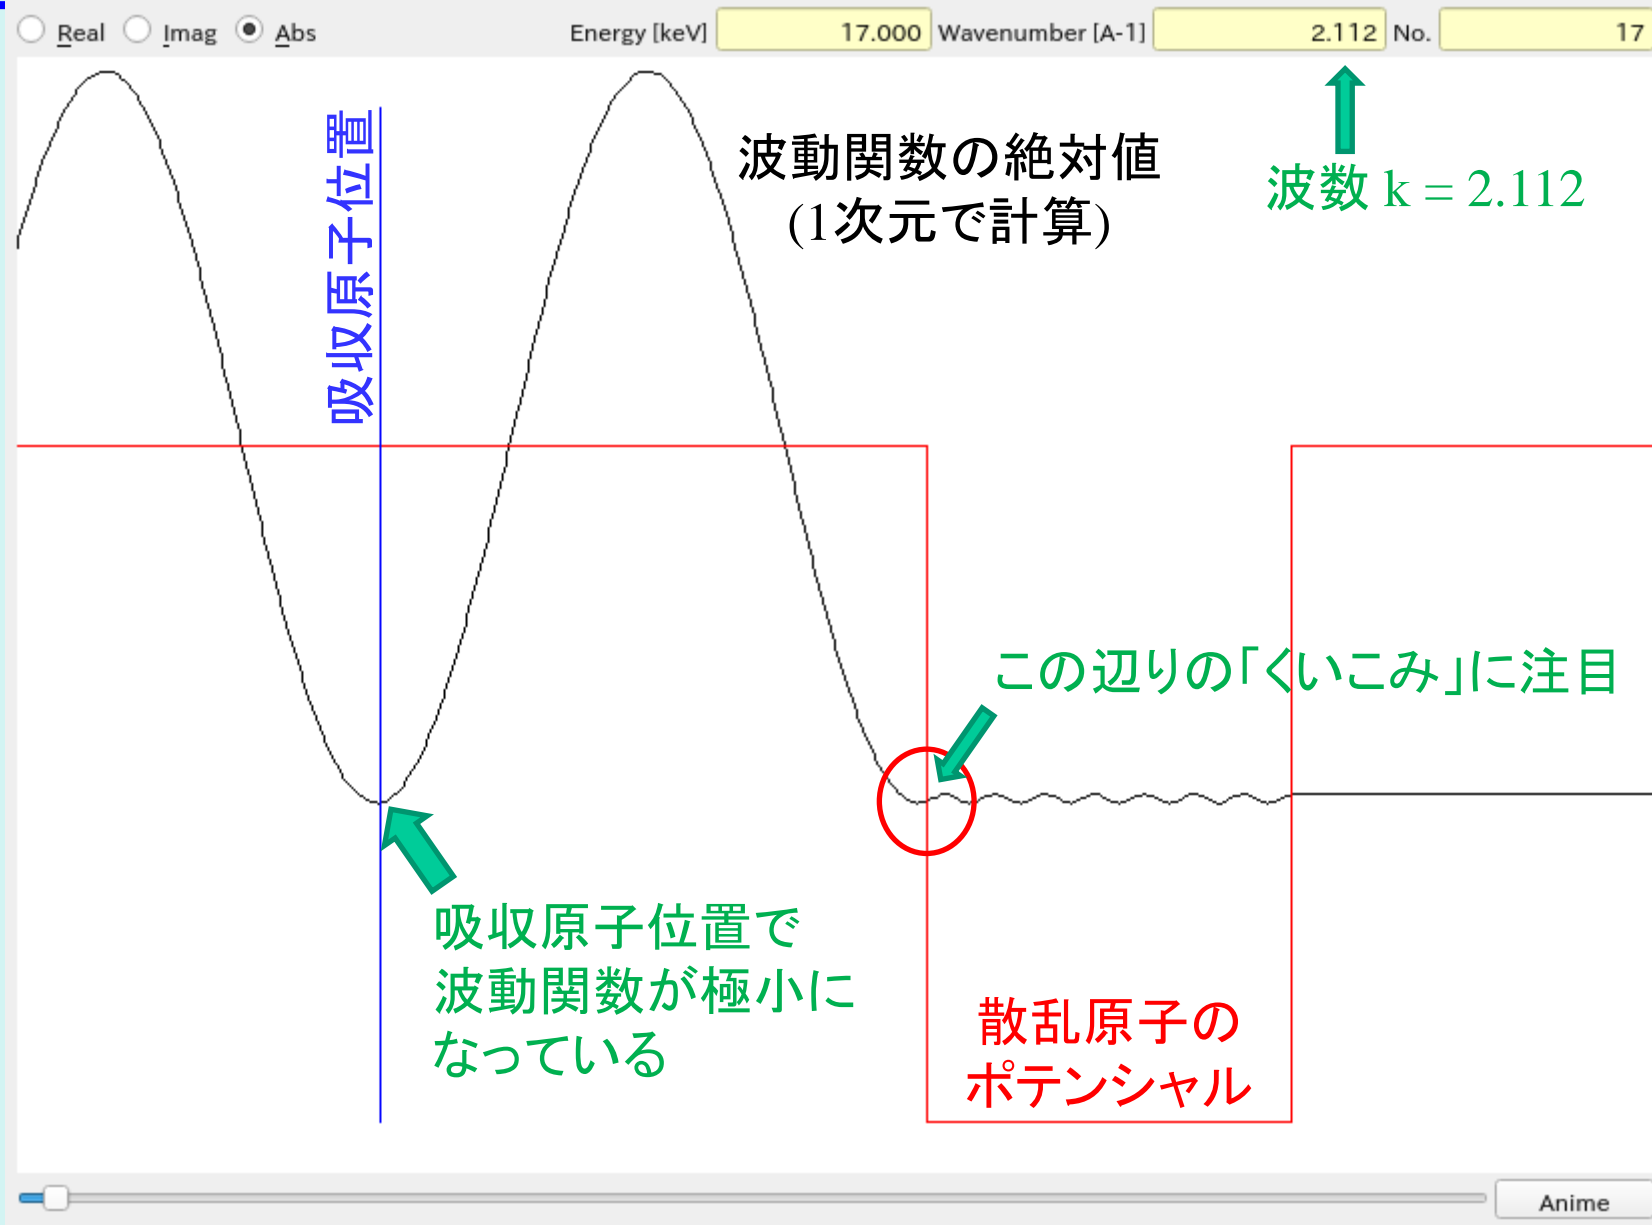 Real Imag Abs Energy [keV] 17.000 Wavenumber [A-1] 2.112 No. 17
吸収原子位置
波動関数の絶対値
(1次元で計算)
波数 k = 2.112
この辺りの「くいこみ」に注目
吸収原子位置で
波動関数が極小に
なっている
散乱原子の
ポテンシャル
Anime